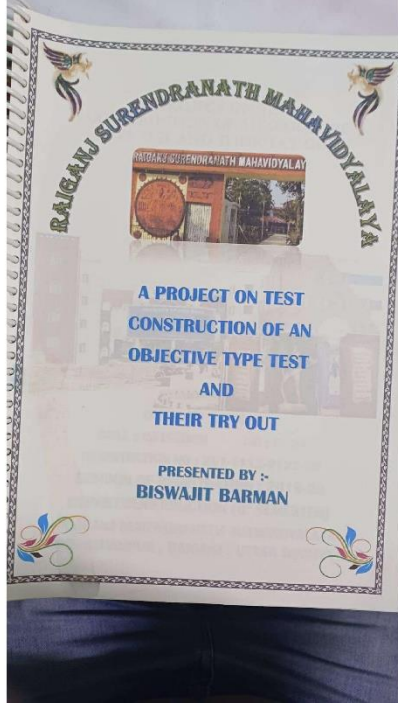 RAIGANJ SURENDRANATH MAHAVIDYALAYA
RAIGANJ SURENDRANATH MAHAVIDYALAY
A PROJECT ON TEST
CONSTRUCTION OF AN
OBJECTIVE TYPE TEST
AND
THEIR TRY OUT
PRESENTED BY :-
BISWAJIT BARMAN